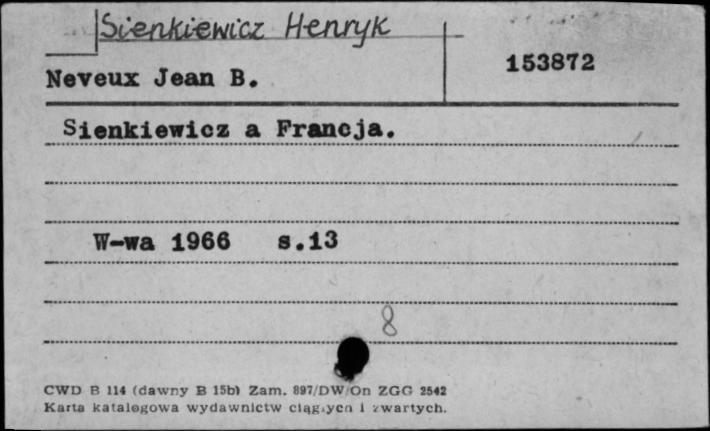 Sienkiewicz Henryk
Neveux Jean B.
153872
Sienkiewicz a Francja.
W-wa 1966 s.13
8
CWD B 114 (dawny B 15b) Zam. 897/DW/On ZGG 2542
Karta katalogowa wydawnictw ciągłych i zwartych.